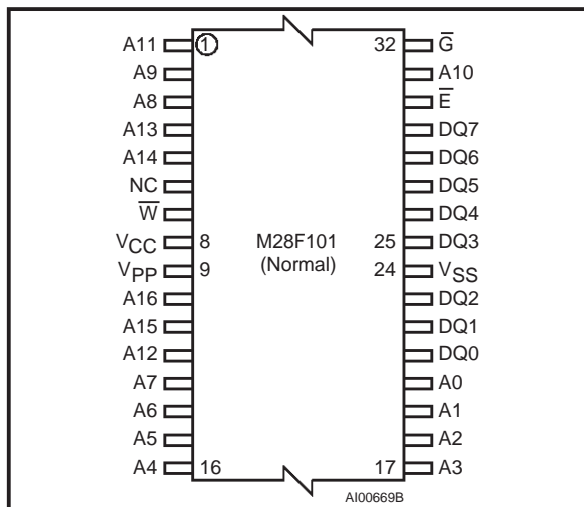 A11 1 32 G̅
A9 A10
A8 E̅
A13 DQ7
A14 DQ6
NC DQ5
W̅ DQ4
VCC 8 M28F101 25 DQ3
VPP 9 (Normal) 24 VSS
A16 DQ2
A15 DQ1
A12 DQ0
A7 A0
A6 A1
A5 A2
A4 16 17 A3
AI00669B